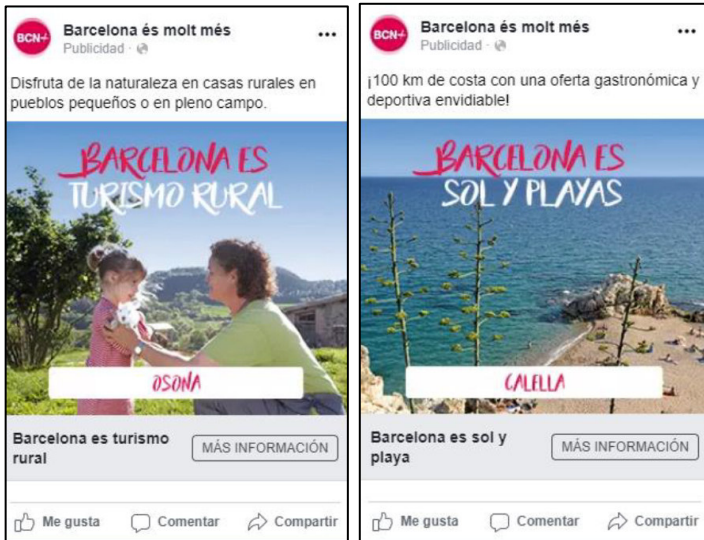 BCN+
Barcelona és molt més
Publicidad
Disfruta de la naturaleza en casas rurales en
pueblos pequeños o en pleno campo.
BARCELONA ES
TURISMO RURAL
OSONA
Barcelona es turismo
rural
MÁS INFORMACIÓN
Me gusta
Comentar
Compartir
BCN+
Barcelona és molt més
Publicidad
¡100 km de costa con una oferta gastronómica y
deportiva envidiable!
BARCELONA ES
SOL Y PLAYAS
CALELLA
Barcelona es sol y
playa
MÁS INFORMACIÓN
Me gusta
Comentar
Compartir